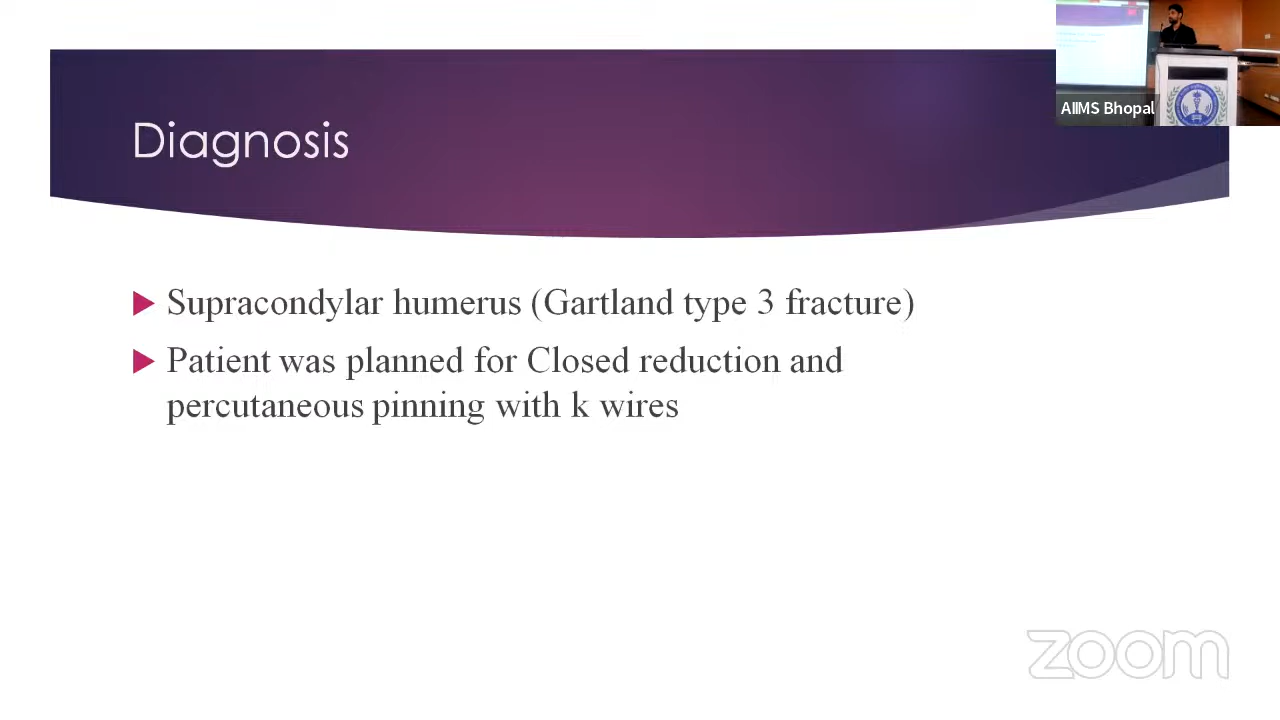 AIIMS Bhopal
Diagnosis
Supracondylar humerus (Gartland type 3 fracture)
Patient was planned for Closed reduction and
percutaneous pinning with k wires
zoom